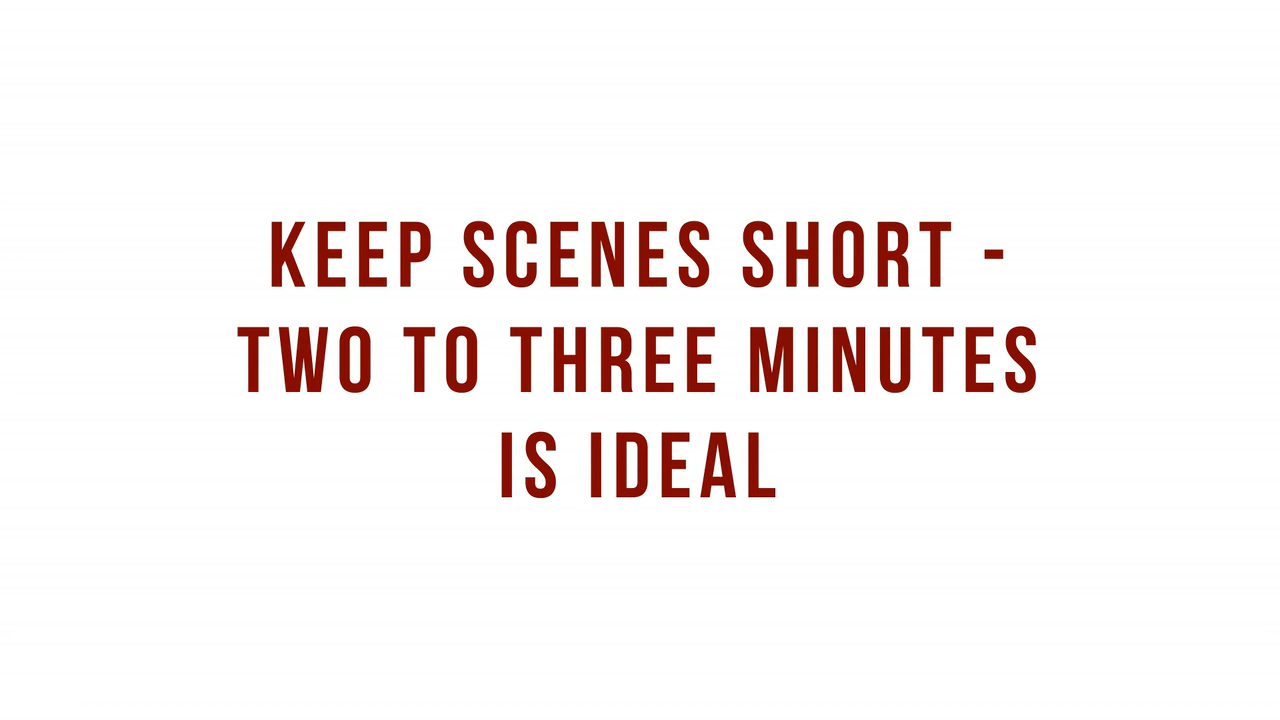 KEEP SCENES SHORT -
TWO TO THREE MINUTES
IS IDEAL